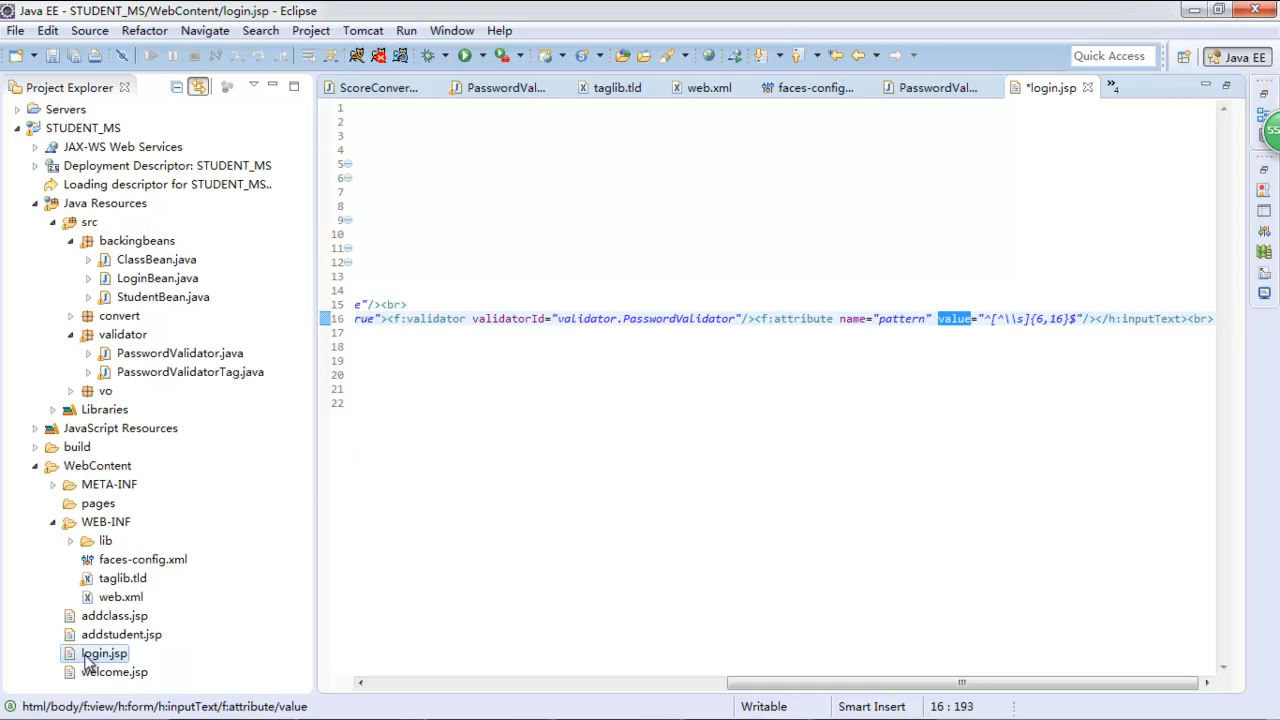 Java EE - STUDENT_MS/WebContent/login.jsp - Eclipse
File Edit Source Refactor Navigate Search Project Tomcat Run Window Help
Quick Access
Java EE
Project Explorer
ScoreConver...
PasswordVal...
taglib.tld
web.xml
faces-config...
PasswordVal...
*login.jsp
»4
55
Servers
STUDENT_MS
JAX-WS Web Services
Deployment Descriptor: STUDENT_MS
Loading descriptor for STUDENT_MS..
Java Resources
src
backingbeans
ClassBean.java
LoginBean.java
StudentBean.java
convert
validator
PasswordValidator.java
PasswordValidatorTag.java
vo
Libraries
JavaScript Resources
build
WebContent
META-INF
pages
WEB-INF
lib
faces-config.xml
taglib.tld
web.xml
addclass.jsp
addstudent.jsp
login.jsp
welcome.jsp
1
2
3
4
5
6
7
8
9
10
11
12
13
14
15 e"/><br>
16 rue"><f:validator validatorId="validator.PasswordValidator"/><f:attribute name="pattern" value="^[^\\s]{6,16}$"/></h:inputText><br>
17
18
19
20
21
22
html/body/f:view/h:form/h:inputText/f:attribute/value
Writable
Smart Insert
16 : 193